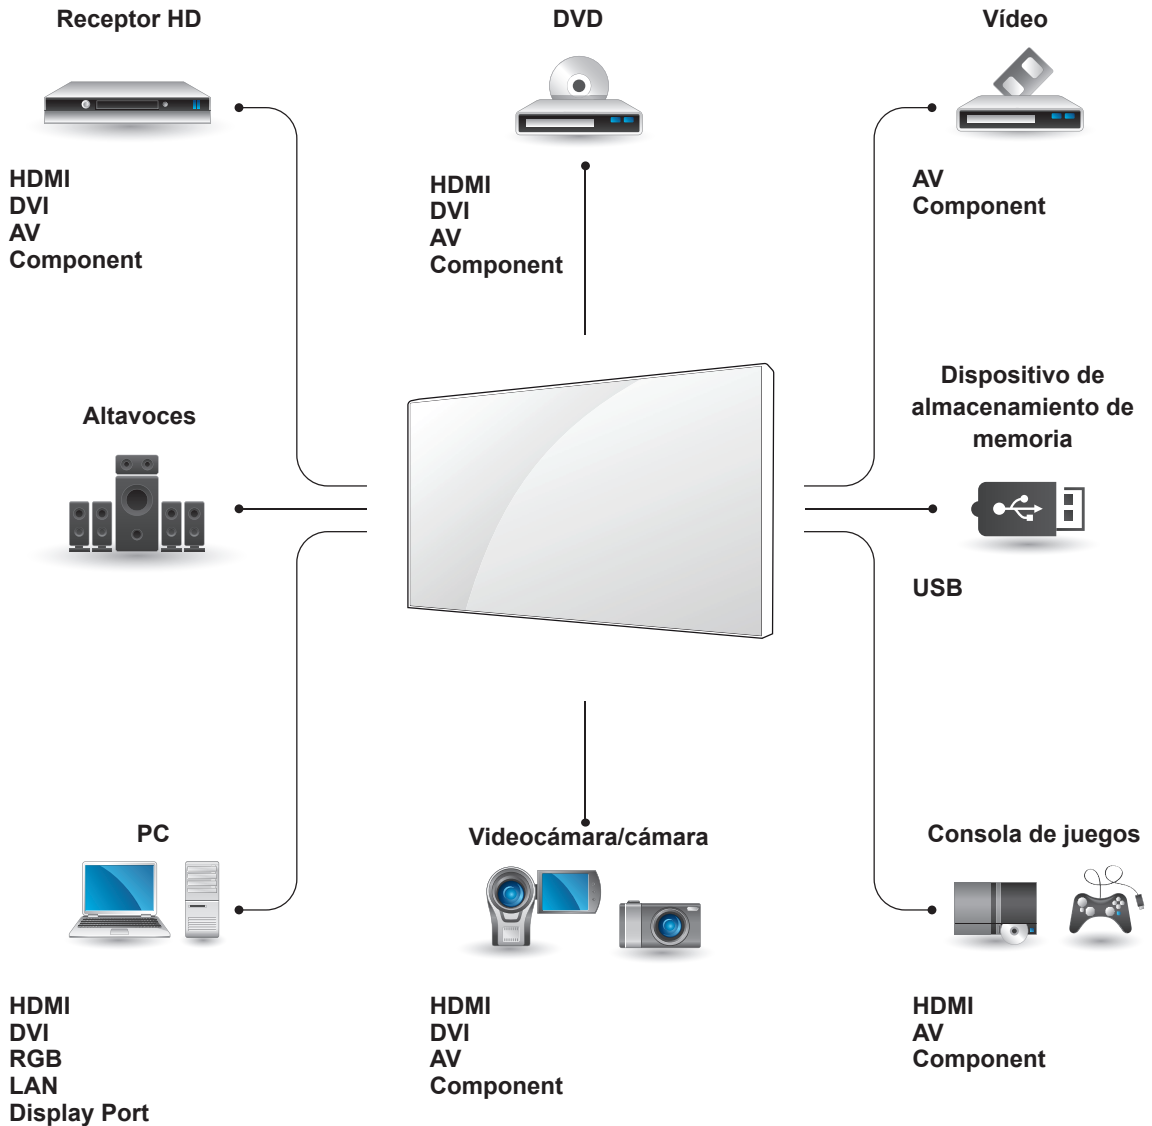 Receptor HD
HDMI
DVI
AV
Component
DVD
HDMI
DVI
AV
Component
Vídeo
AV
Component
Altavoces
Dispositivo de
almacenamiento de
memoria
USB
PC
HDMI
DVI
RGB
LAN
Display Port
Videocámara/cámara
HDMI
DVI
AV
Component
Consola de juegos
HDMI
AV
Component